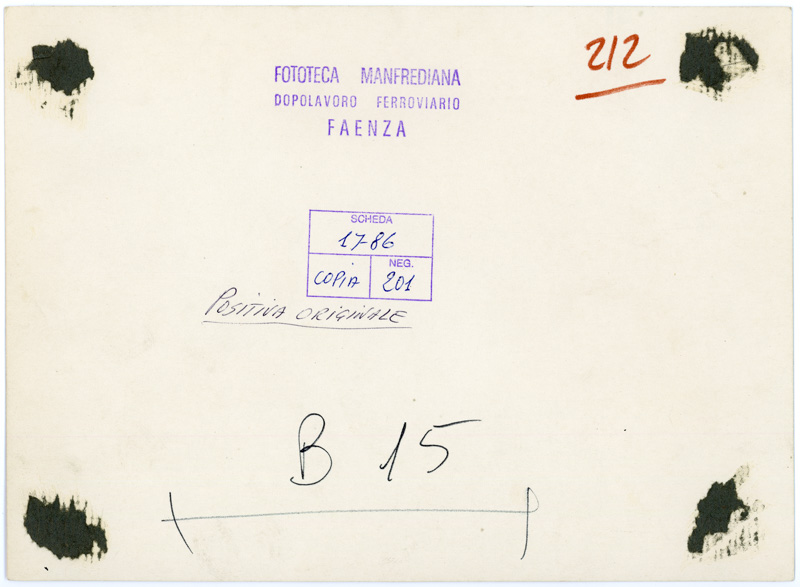 212
FOTOTECA MANFREDIANA
DOPOLAVORO FERROVIARIO
FAENZA
SCHEDA
17-86
COPIA
NEG.
201
POSITIVA ORIGINALE
B 15